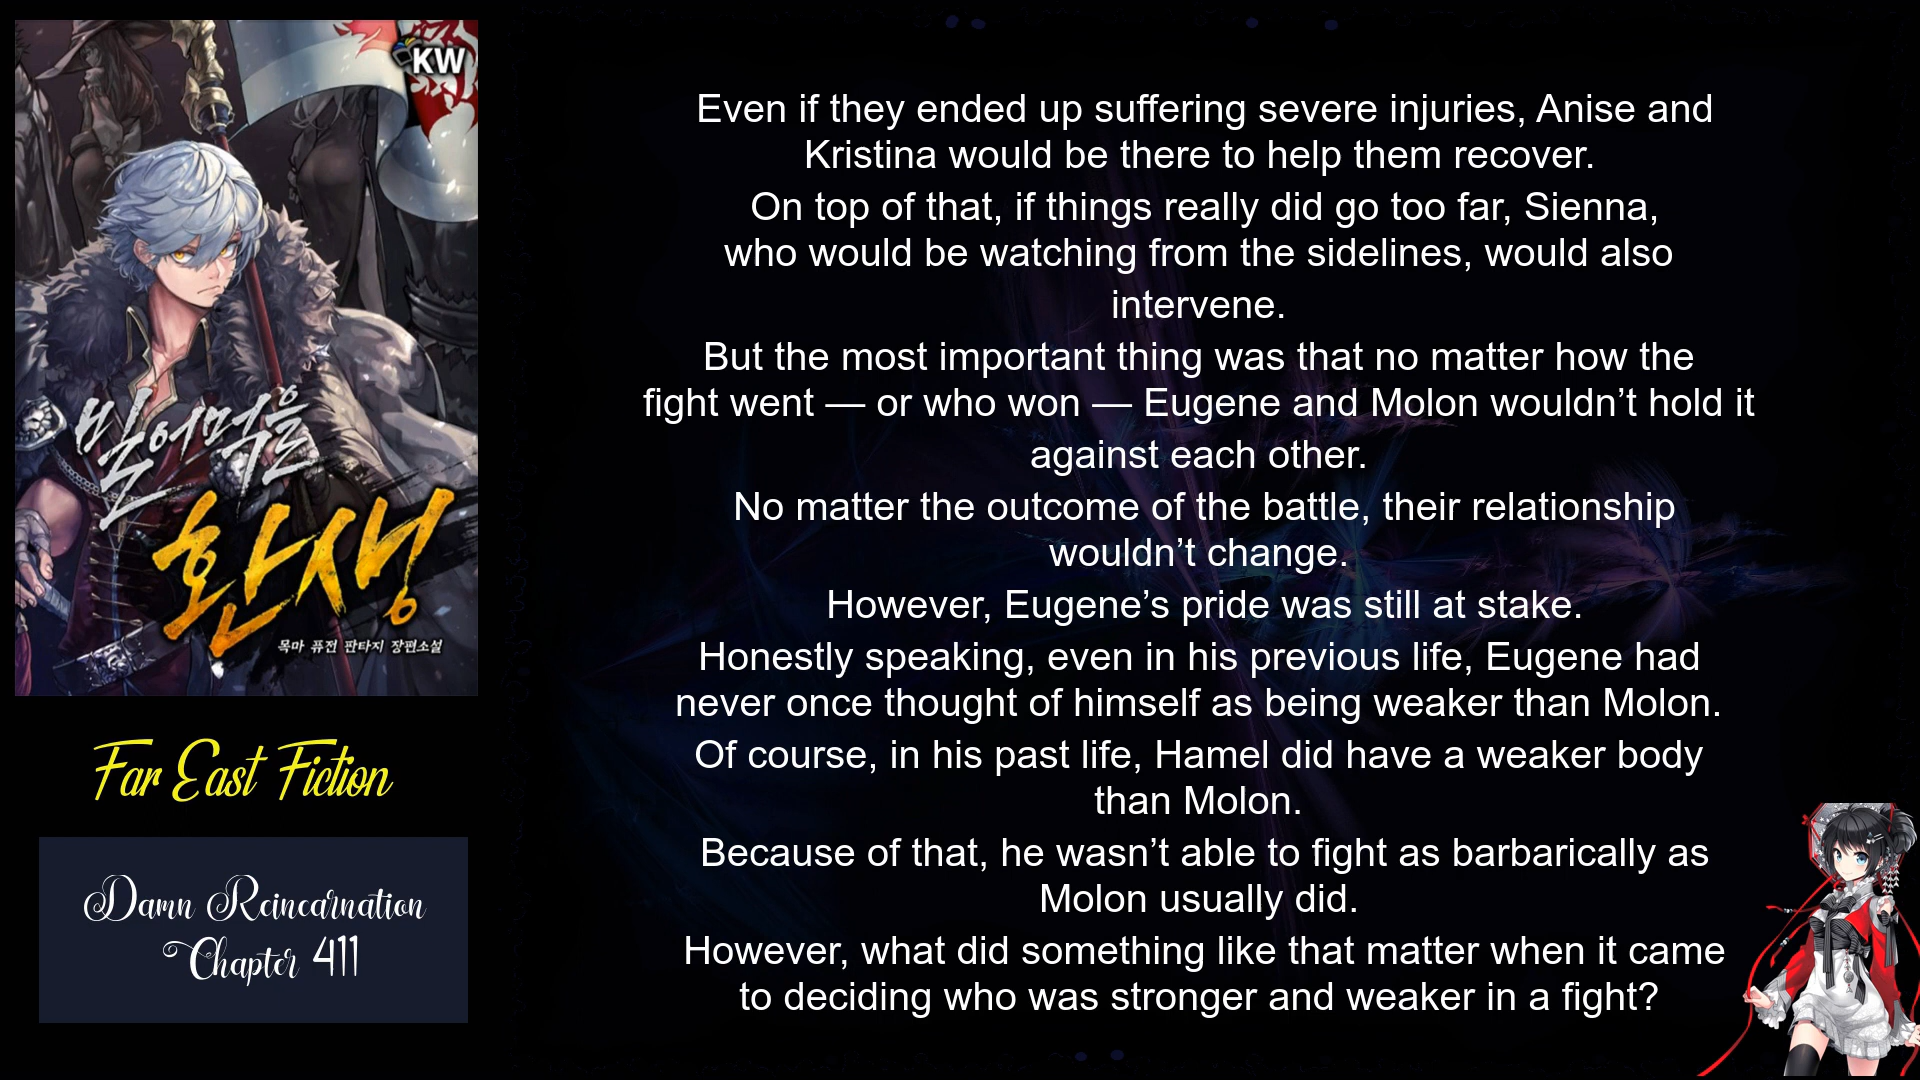 KW
빌어먹을
환생
목마 퓨전 판타지 장편소설
Far East Fiction
Damn Reincarnation
Chapter 411
Even if they ended up suffering severe injuries, Anise and
Kristina would be there to help them recover.
On top of that, if things really did go too far, Sienna,
who would be watching from the sidelines, would also
intervene.
But the most important thing was that no matter how the
fight went — or who won — Eugene and Molon wouldn’t hold it
against each other.
No matter the outcome of the battle, their relationship
wouldn’t change.
However, Eugene’s pride was still at stake.
Honestly speaking, even in his previous life, Eugene had
never once thought of himself as being weaker than Molon.
Of course, in his past life, Hamel did have a weaker body
than Molon.
Because of that, he wasn’t able to fight as barbarically as
Molon usually did.
However, what did something like that matter when it came
to deciding who was stronger and weaker in a fight?